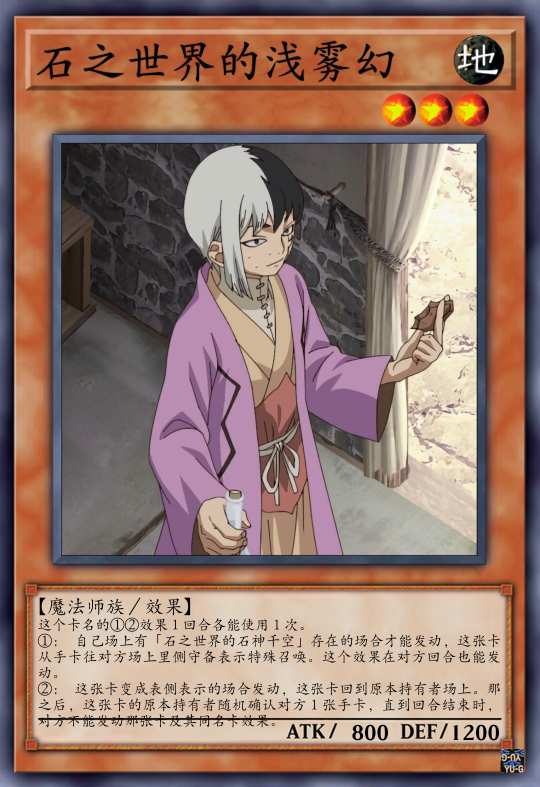 石之世界的浅雾幻
地
【魔法师族／效果】
这个卡名的①②效果1回合各能使用1次。
①： 自己场上有「石之世界的石神千空」存在的场合才能发动，这张卡
从手卡往对方场上里侧守备表示特殊召唤。这个效果在对方回合也能发
动。
②： 这张卡变成表侧表示的场合发动，这张卡回到原本持有者场上。那
之后，这张卡的原本持有者随机确认对方1张手卡，直到回合结束时，
对方不能发动那张卡及其同名卡效果。
ATK/ 800 DEF/1200